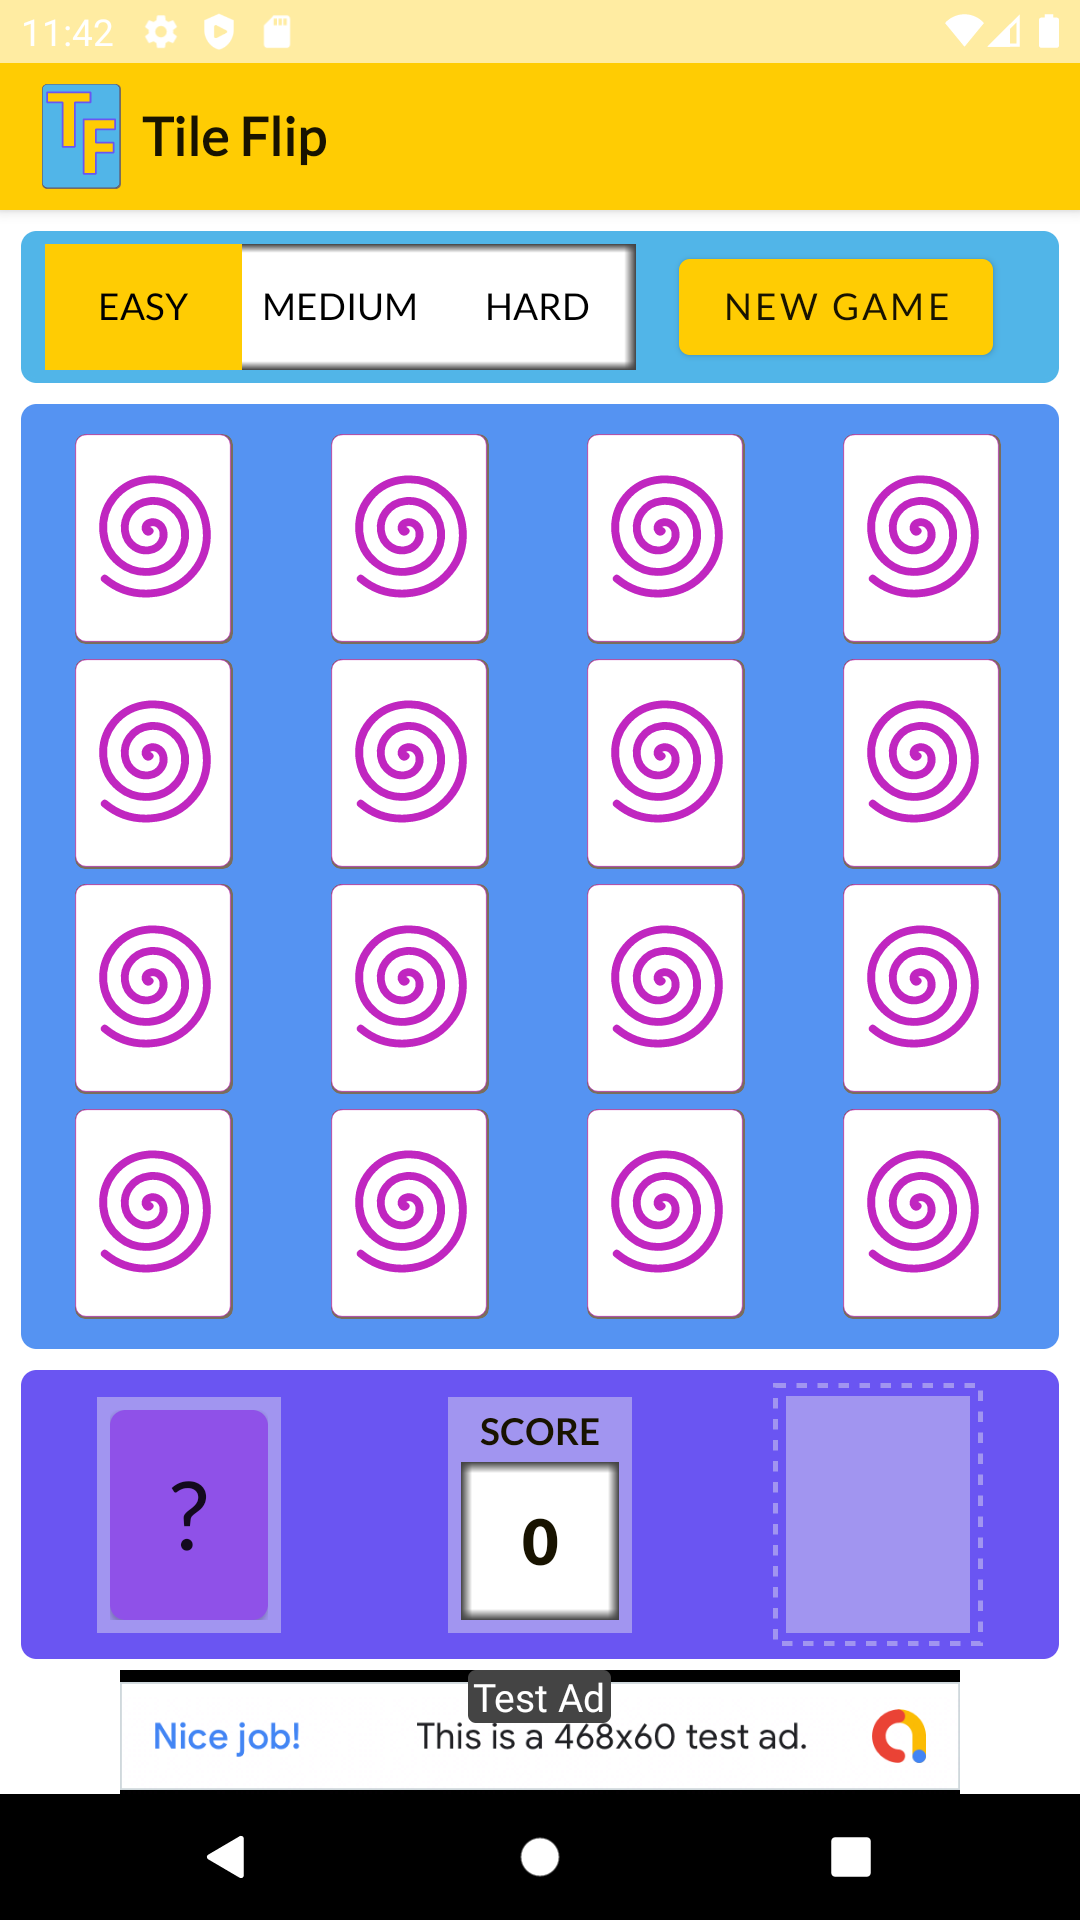 11:42
TF Tile Flip
EASY MEDIUM HARD NEW GAME
SCORE
? 0
Test Ad
Nice job! This is a 468x60 test ad.